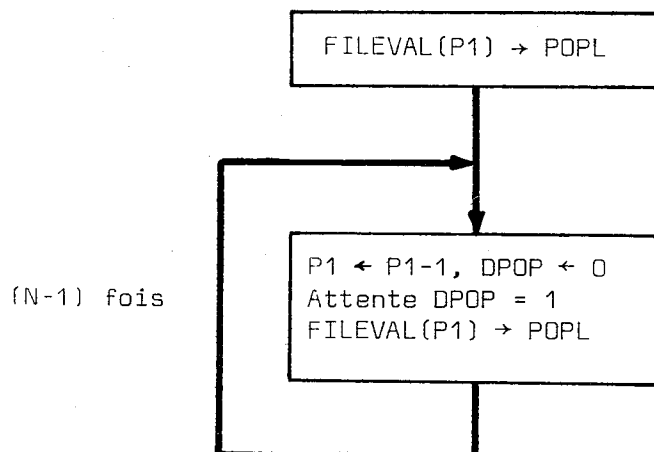 FILEVAL(P1) → POPL
P1 ← P1-1, DPOP ← 0
(N-1) fois
Attente DPOP = 1
FILEVAL(P1) → POPL